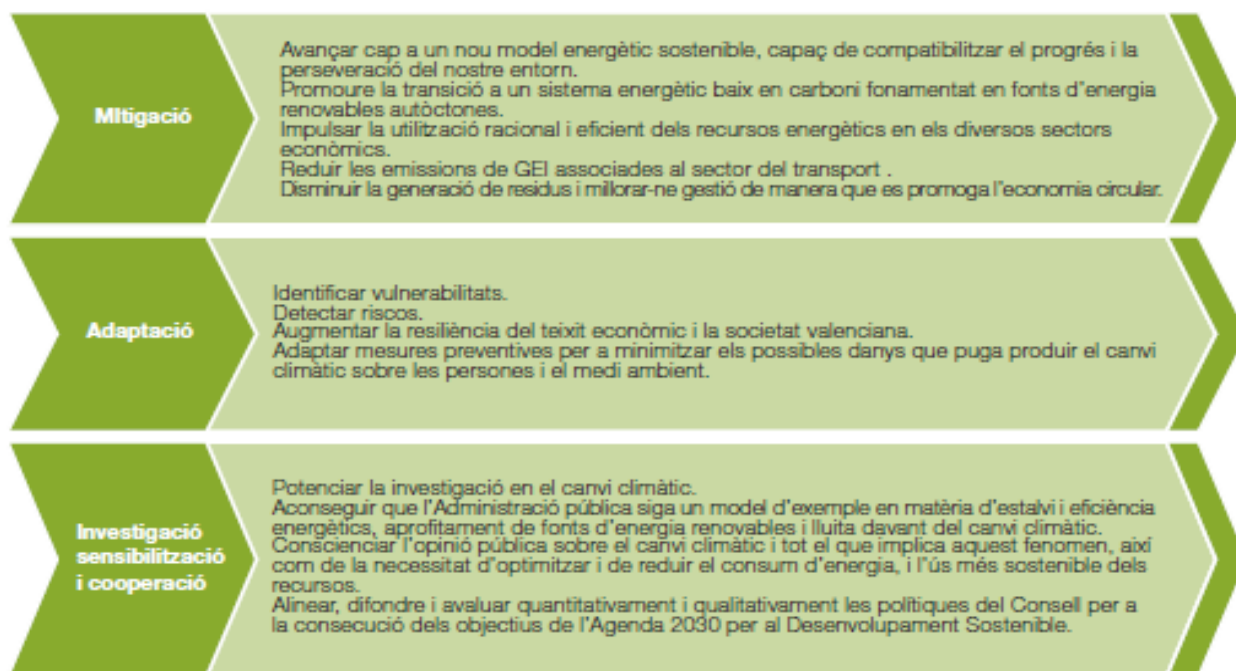 MItigació
Avançar cap a un nou model energètic sostenible, capaç de compatibilitzar el progrés i la
perseveració del nostre entorn.
Promoure la transició a un sistema energètic baix en carboni fonamentat en fonts d'energia
renovables autòctones.
Impulsar la utilització racional i eficient dels recursos energètics en els diversos sectors
econòmics.
Reduir les emissions de GEI associades al sector del transport .
Disminuir la generació de residus i millorar-ne gestió de manera que es promoga l'economia circular.
Adaptació
Identificar vulnerabilitats.
Detectar riscos.
Augmentar la resiliència del teixit econòmic i la societat valenciana.
Adaptar mesures preventives per a minimitzar els possibles danys que puga produir el canvi
climàtic sobre les persones i el medi ambient.
Investigació
sensibilització
i cooperació
Potenciar la investigació en el canvi climàtic.
Aconseguir que l'Administració pública siga un model d'exemple en matèria d'estalvi i eficiència
energètics, aprofitament de fonts d'energia renovables i lluita davant del canvi climàtic.
Conscienciar l'opinió pública sobre el canvi climàtic i tot el que implica aquest fenomen, així
com de la necessitat d'optimitzar i de reduir el consum d'energia, i l'ús més sostenible dels
recursos.
Alinear, difondre i avaluar quantitativament i qualitativament les polítiques del Consell per a
la consecució dels objectius de l'Agenda 2030 per al Desenvolupament Sostenible.